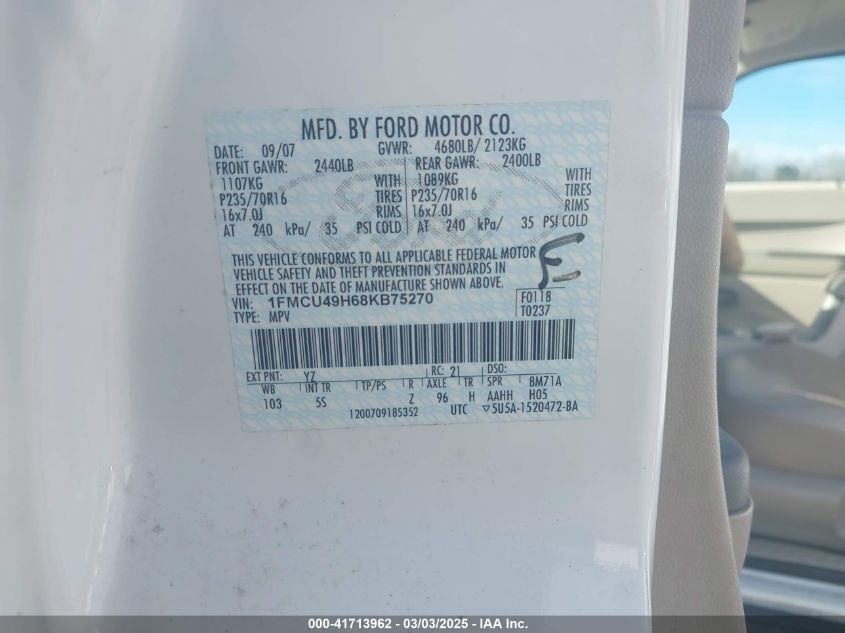 MFD. BY FORD MOTOR CO.
DATE: 09/07 GVWR: 4680LB/ 2123KG
FRONT GAWR: 2440LB REAR GAWR: 2400LB
1107KG WITH 1089KG WITH
P235/70R16 TIRES P235/70R16 TIRES
16x7.0J RIMS 16x7.0J RIMS
AT 240 kPa/ 35 PSI COLD AT 240 kPa/ 35 PSI COLD
THIS VEHICLE CONFORMS TO ALL APPLICABLE FEDERAL MOTOR
VEHICLE SAFETY AND THEFT PREVENTION STANDARDS IN
EFFECT ON THE DATE OF MANUFACTURE SHOWN ABOVE.
VIN: 1FMCU49H68KB75270 F0118
TYPE: MPV T0237
EXT PNT: YZ RC: 21 DSO:
WB INT TR TP/PS R AXLE TR SPR 8M71A
103 5S Z 96 H AAHH H05
1200709185352 UTC ▽5U5A-1520472-BA
000-41713962 - 03/03/2025 - IAA Inc.